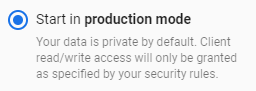 Start in production mode
Your data is private by default. Client
read/write access will only be granted
as specified by your security rules.